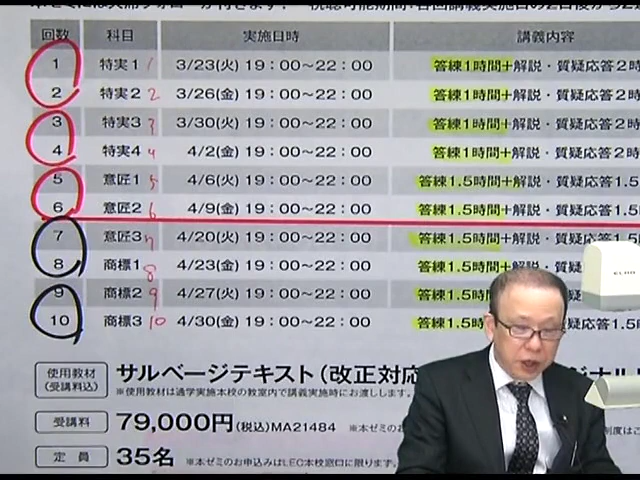 回数 科目 実施日時 講義内容
1 特実1 1 3/23(火) 19:00〜22:00 答練1時間+解説・質疑応答2時
2 特実2 2 3/26(金) 19:00〜22:00 答練1時間+解説・質疑応答2時
3 特実3 3 3/30(火) 19:00〜22:00 答練1時間+解説・質疑応答2時
4 特実4 4 4/2(金) 19:00〜22:00 答練1時間+解説・質疑応答2時
5 意匠1 5 4/6(火) 19:00〜22:00 答練1.5時間+解説・質疑応答1.5
6 意匠2 6 4/9(金) 19:00〜22:00 答練1.5時間+解説・質疑応答1.5
7 意匠3 7 4/20(火) 19:00〜22:00 答練1.5時間+解説・質疑応答1.5
8 商標1 8 4/23(金) 19:00〜22:00 答練1.5時間+解説・質疑
9 商標2 9 4/27(火) 19:00〜22:00 答練1.5時間+解
10 商標3 10 4/30(金) 19:00〜22:00 答練1.5時 応答1.5
使用教材 (受講料込) サルベージテキスト(改正対応
※使用教材は通学実施本校の教室内で講義実施時にお渡しします。
受講料 79,000円(税込)MA21484 ※本ゼミのお
定員 35名 ※本ゼミのお申込みはLEC本校窓口に限ります。
ELMO